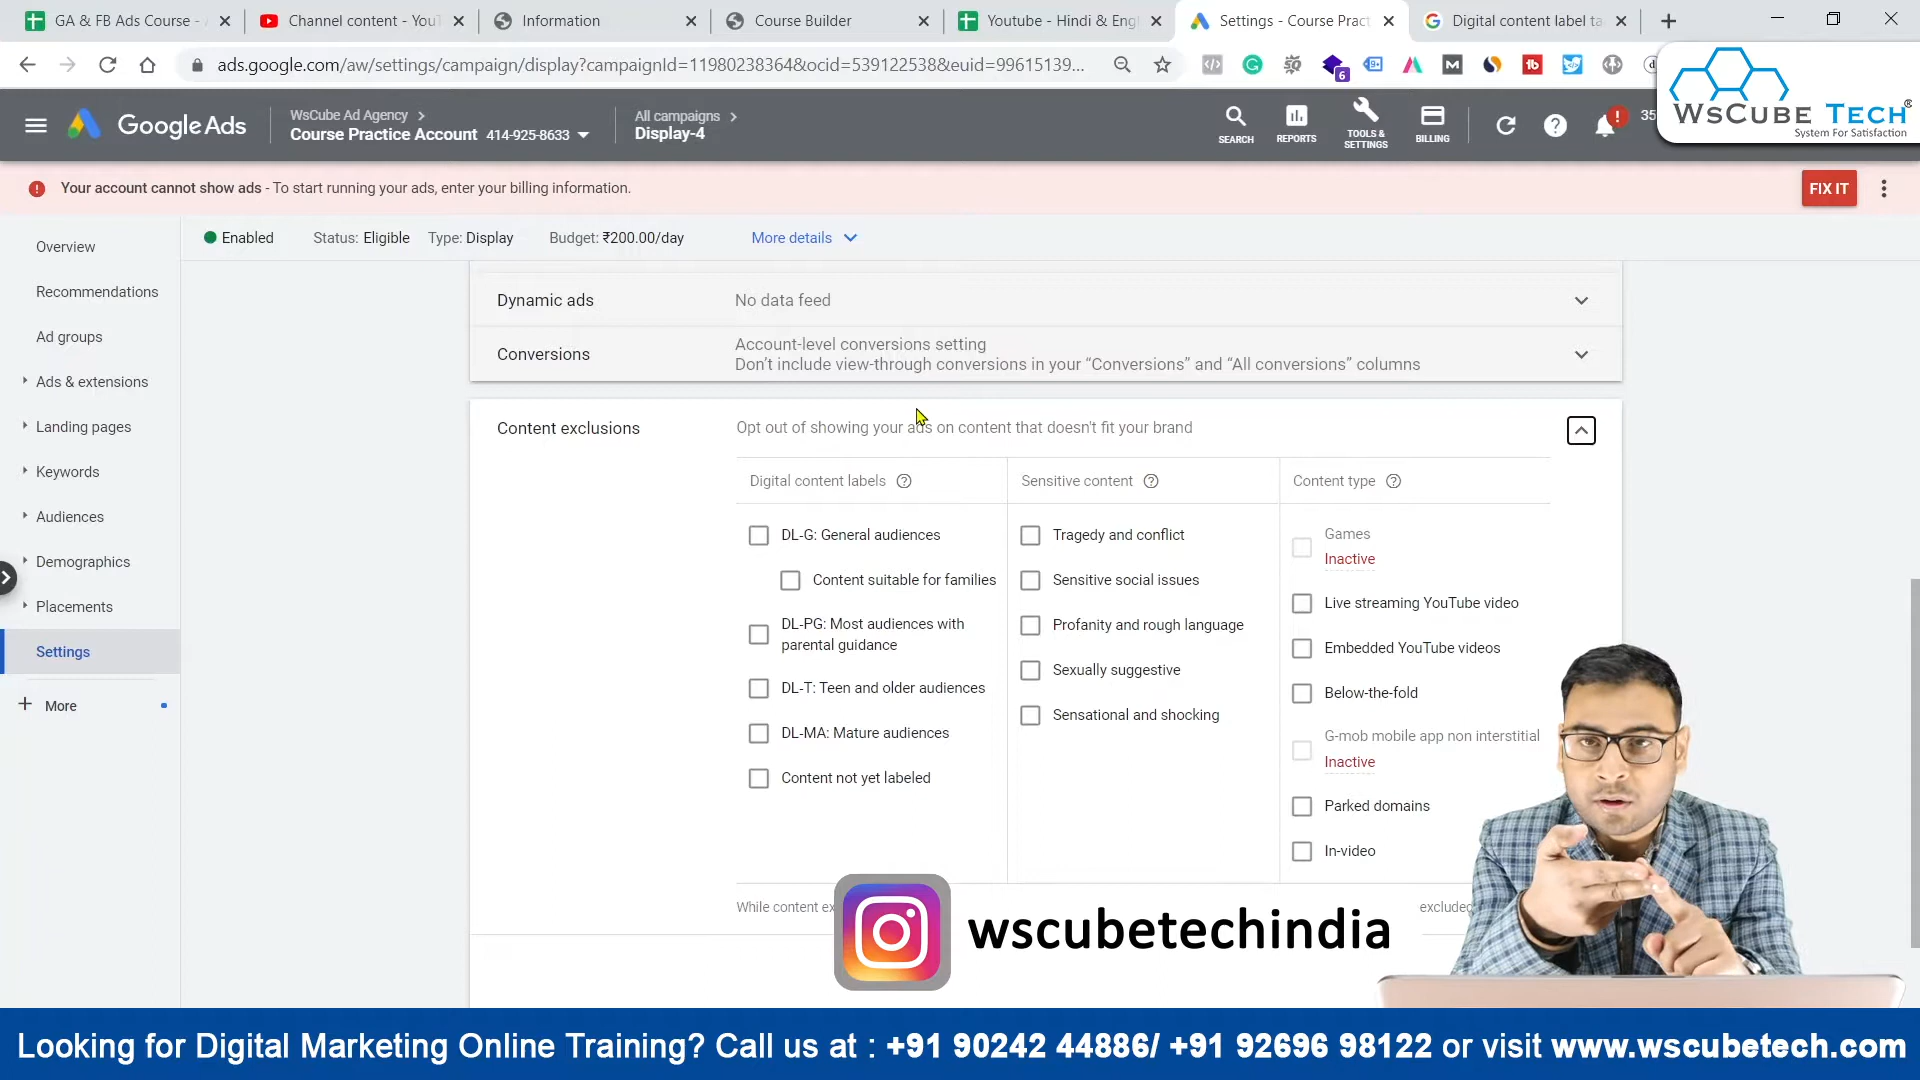 GA & FB Ads Course -
Channel content - YouT
Information
Course Builder
Youtube - Hindi & Engl
Settings - Course Pract
Digital content label ta
ads.google.com/aw/settings/campaign/display?campaignId=11980238364&ocid=539122538&euid=99615139...
WsCube Tech®
System For Satisfaction
Google Ads
WsCube Ad Agency
Course Practice Account 414-925-8633
All campaigns
Display-4
SEARCH
REPORTS
TOOLS & SETTINGS
BILLING
Your account cannot show ads - To start running your ads, enter your billing information.
FIX IT
Enabled
Status: Eligible
Type: Display
Budget: ₹200.00/day
More details
Overview
Recommendations
Ad groups
Ads & extensions
Landing pages
Keywords
Audiences
Demographics
Placements
Settings
More
Dynamic ads
No data feed
Conversions
Account-level conversions setting
Don't include view-through conversions in your "Conversions" and "All conversions" columns
Content exclusions
Opt out of showing your ads on content that doesn't fit your brand
Digital content labels
DL-G: General audiences
Content suitable for families
DL-PG: Most audiences with
parental guidance
DL-T: Teen and older audiences
DL-MA: Mature audiences
Content not yet labeled
Sensitive content
Tragedy and conflict
Sensitive social issues
Profanity and rough language
Sexually suggestive
Sensational and shocking
Content type
Games
Inactive
Live streaming YouTube video
Embedded YouTube videos
Below-the-fold
G-mob mobile app non interstitial
Inactive
Parked domains
In-video
While content
excluded
wscubetechindia
Looking for Digital Marketing Online Training? Call us at : +91 90242 44886/ +91 92696 98122 or visit www.wscubetech.com